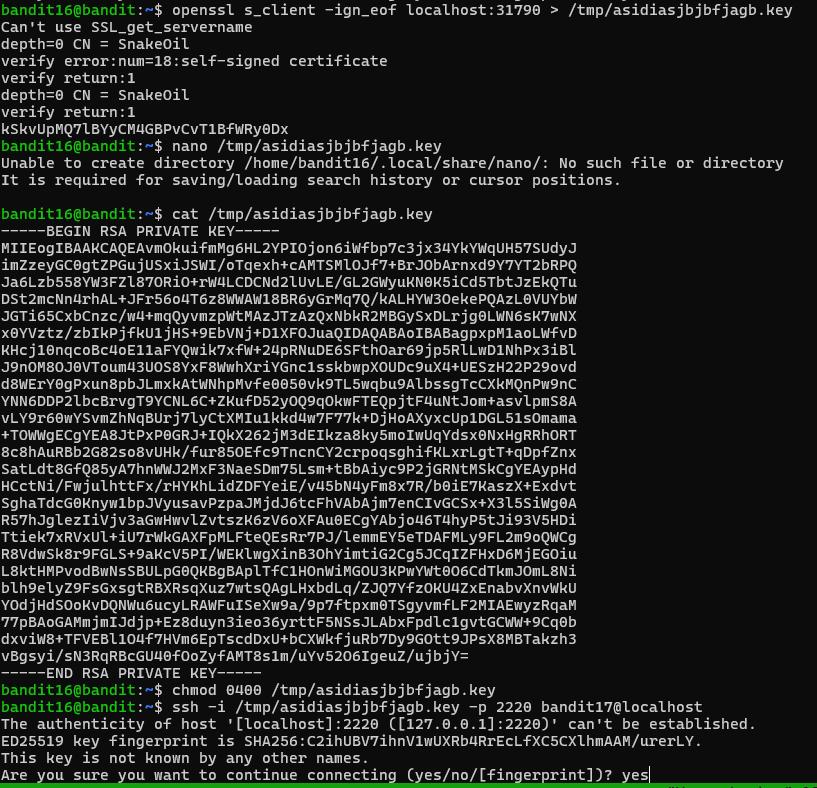 bandit16@bandit:~$ openssl s_client -ign_eof localhost:31790 > /tmp/asidiasjbjbfjagb.key
Can't use SSL_get_servername
depth=0 CN = SnakeOil
verify error:num=18:self-signed certificate
verify return:1
depth=0 CN = SnakeOil
verify return:1
kSkvUpMQ7lBYyCM4GBPvCvT1BfWRy0Dx
bandit16@bandit:~$ nano /tmp/asidiasjbjbfjagb.key
Unable to create directory /home/bandit16/.local/share/nano/: No such file or directory
It is required for saving/loading search history or cursor positions.

bandit16@bandit:~$ cat /tmp/asidiasjbjbfjagb.key
-----BEGIN RSA PRIVATE KEY-----
MIIEogIBAAKCAQEAvmOkuifmMg6HL2YPIOjon6iWfbp7c3jx34YkYWqUH57SUdyJ
imZzeyGC0gtZPGujUSxiJSWI/oTqexh+cAMTSMlOJf7+BrJObArnxd9Y7YT2bRPQ
Ja6Lzb558YW3FZl87ORiO+rW4LCDCNd2lUvLE/GL2GWyuKN0K5iCd5TbtJzEkQTu
DSt2mcNn4rhAL+JFr56o4T6z8WWAW18BR6yGrMq7Q/kALHYW3OekePQAzL0VUYbW
JGTi65CxbCnzc/w4+mqQyvmzpWtMAzJTzAzQxNbkR2MBGySxDLrjg0LWN6sK7wNX
x0YVztz/zbIkPjfkU1jHS+9EbVNj+D1XFOJuaQIDAQABAoIBABagpxpM1aoLWfvD
KHcj10nqcoBc4oE11aFYQwik7xfW+24pRNuDE6SFthOar69jp5RlLwD1NhPx3iBl
J9nOM8OJ0VToum43UOS8YxF8WwhXriYGnc1sskbwpXOUDc9uX4+UESzH22P29ovd
d8WErY0gPxun8pbJLmxkAtWNhpMvfe0050vk9TL5wqbu9AlbssgTcCXkMQnPw9nC
YNN6DDP2lbcBrvgT9YCNL6C+ZKufD52yOQ9qOkwFTEQpjtF4uNtJom+asvlpmS8A
vLY9r60wYSvmZhNqBUrj7lyCtXMIu1kkd4w7F77k+DjHoAXyxcUp1DGL51sOmama
+TOWWgECgYEA8JtPxP0GRJ+IQkX262jM3dEIkza8ky5moIwUqYdsx0NxHgRRhORT
8c8hAuRBb2G82so8vUHk/fur85OEfc9TncnCY2crpoqsghifKLxrLgtT+qDpfZnx
SatLdt8GfQ85yA7hnWWJ2MxF3NaeSDm75Lsm+tBbAiyc9P2jGRNtMSkCgYEAypHd
HCctNi/FwjulhttFx/rHYKhLidZDFYeiE/v45bN4yFm8x7R/b0iE7KaszX+Exdvt
SghaTdcG0Knyw1bpJVyusavPzpaJMjdJ6tcFhVAbAjm7enCIvGCSx+X3l5SiWg0A
R57hJglezIiVjv3aGwHwvlZvtszK6zV6oXFAu0ECgYAbjo46T4hyP5tJi93V5HDi
Ttiek7xRVxUl+iU7rWkGAXFpMLFteQEsRr7PJ/lemmEY5eTDAFMLy9FL2m9oQWCg
R8VdwSk8r9FGLS+9aKcV5PI/WEKlwgXinB3OhYimtiG2Cg5JCqIZFHxD6MjEGOiu
L8ktHMPvodBwNsSBULpG0QKBgBAplTfC1HOnWiMGOU3KPwYWt0O6CdTkmJOmL8Ni
blh9elyZ9FsGxsgtRBXRsqXuz7wtsQAgLHxbdLq/ZJQ7YfzOKU4ZxEnabvXnvWkU
YOdjHdSOoKvDQNWu6ucyLRAWFuISeXw9a/9p7ftpxm0TSgyvmfLF2MIAEwyzRqaM
77pBAoGAMmjmIJdjp+Ez8duyn3ieo36yrttF5NSsJLAbxFpdlc1gvtGCWW+9Cq0b
dxviW8+TFVEBl1O4f7HVm6EpTscdDxU+bCXWkfjuRb7Dy9GOtt9JPsX8MBTakzh3
vBgsyi/sN3RqRBcGU40fOoZyfAMT8s1m/uYv52O6IgeuZ/ujbjY=
-----END RSA PRIVATE KEY-----
bandit16@bandit:~$ chmod 0400 /tmp/asidiasjbjbfjagb.key
bandit16@bandit:~$ ssh -i /tmp/asidiasjbjbfjagb.key -p 2220 bandit17@localhost
The authenticity of host '[localhost]:2220 ([127.0.0.1]:2220)' can't be established.
ED25519 key fingerprint is SHA256:C2ihUBV7ihnV1wUXRb4RrEcLfXC5CXlhmAAM/urerLY.
This key is not known by any other names.
Are you sure you want to continue connecting (yes/no/[fingerprint])? yes